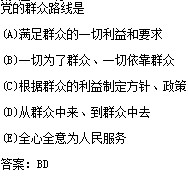 党的群众路线是
(A)满足群众的一切利益和要求
(B)一切为了群众、一切依靠群众
(C)根据群众的利益制定方针、政策
(D)从群众中来、到群众中去
(E)全心全意为人民服务
答案：BD